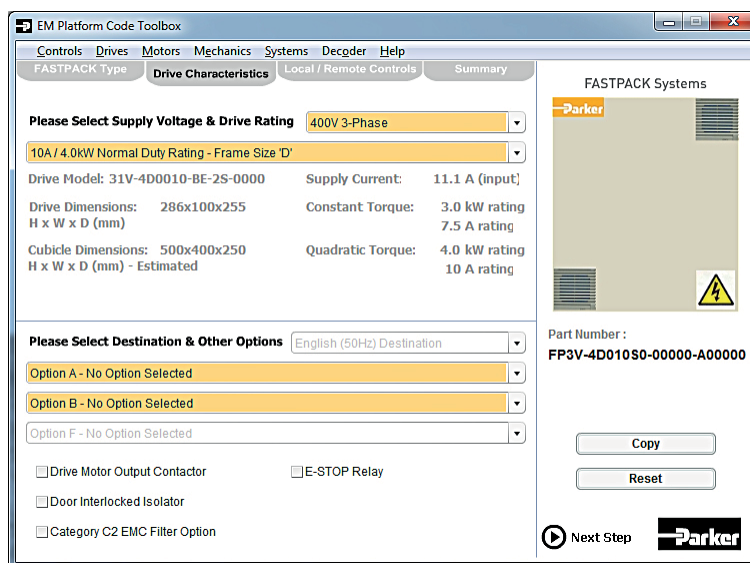 EM Platform Code Toolbox
Controls Drives Motors Mechanics Systems Decoder Help
FASTPACK Type Drive Characteristics Local / Remote Controls Summary
Please Select Supply Voltage & Drive Rating 400V 3-Phase
10A / 4.0kW Normal Duty Rating - Frame Size 'D'
Drive Model: 31V-4D0010-BE-2S-0000 Supply Current: 11.1 A (input)
Drive Dimensions: 286x100x255 Constant Torque: 3.0 kW rating
H x W x D (mm) 7.5 A rating
Cubicle Dimensions: 500x400x250 Quadratic Torque: 4.0 kW rating
H x W x D (mm) - Estimated 10 A rating
Please Select Destination & Other Options English (50Hz) Destination
Option A - No Option Selected
Option B - No Option Selected
Option F - No Option Selected
Drive Motor Output Contactor E-STOP Relay
Door Interlocked Isolator
Category C2 EMC Filter Option
FASTPACK Systems
Parker
Part Number :
FP3V-4D010S0-00000-A00000
Copy
Reset
Next Step Parker